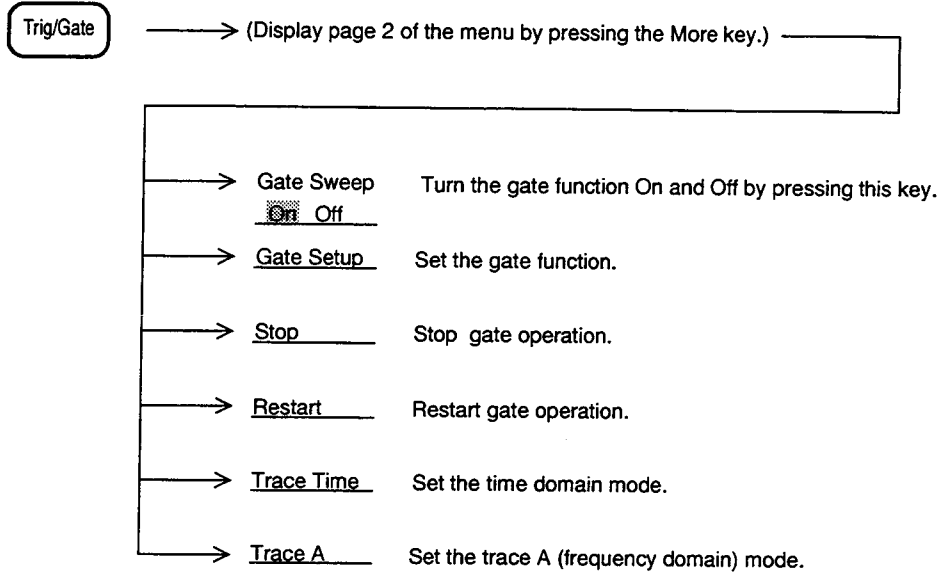 Trig/Gate (Display page 2 of the menu by pressing the More key.)
Gate Sweep Turn the gate function On and Off by pressing this key.
On Off
Gate Setup Set the gate function.
Stop Stop gate operation.
Restart Restart gate operation.
Trace Time Set the time domain mode.
Trace A Set the trace A (frequency domain) mode.